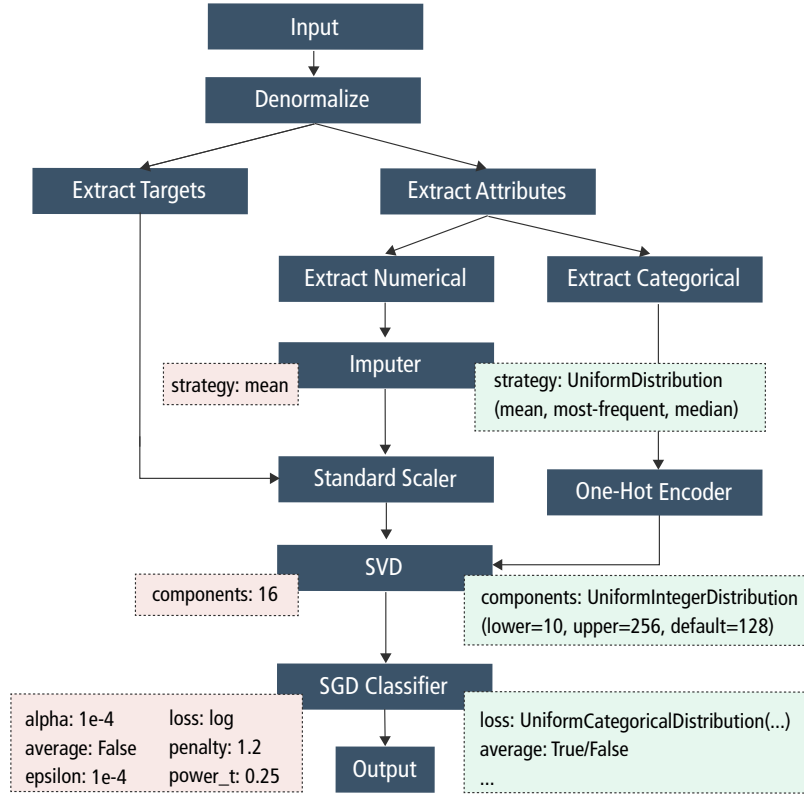 Input
Denormalize
Extract Targets
Extract Attributes
Extract Numerical
Extract Categorical
Imputer
strategy: mean
strategy: UniformDistribution
(mean, most-frequent, median)
Standard Scaler
One-Hot Encoder
SVD
components: 16
components: UniformIntegerDistribution
(lower=10, upper=256, default=128)
SGD Classifier
alpha: 1e-4 loss: log
average: False penalty: 1.2
epsilon: 1e-4 power_t: 0.25
loss: UniformCategoricalDistribution(...)
average: True/False
...
Output